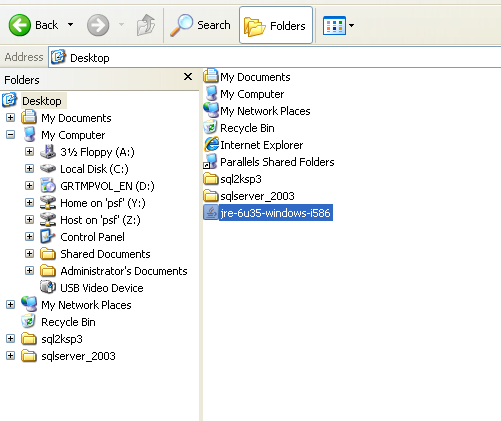 Back
Search
Folders
Address
Desktop
Folders
Desktop
My Documents
My Computer
3½ Floppy (A:)
Local Disk (C:)
GRTMPVOL_EN (D:)
Home on 'psf' (Y:)
Host on 'psf' (Z:)
Control Panel
Shared Documents
Administrator's Documents
USB Video Device
My Network Places
Recycle Bin
sql2ksp3
sqlserver_2003
My Documents
My Computer
My Network Places
Recycle Bin
Internet Explorer
Parallels Shared Folders
sql2ksp3
sqlserver_2003
jre-6u35-windows-i586